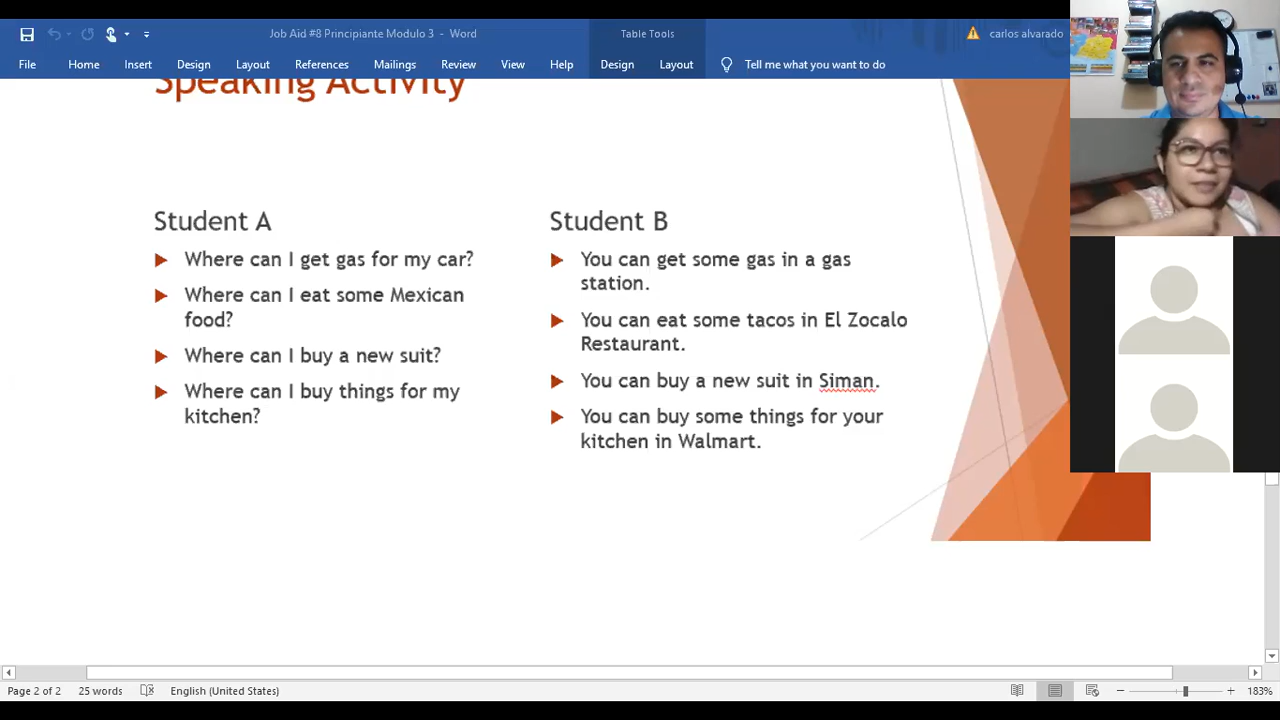 Job Aid #8 Principiante Modulo 3 - Word
Table Tools
carlos alvarado
File Home Insert Design Layout References Mailings Review View Help Design Layout Tell me what you want to do
Speaking Activity
Student A
Where can I get gas for my car?
Where can I eat some Mexican
food?
Where can I buy a new suit?
Where can I buy things for my
kitchen?
Student B
You can get some gas in a gas
station.
You can eat some tacos in El Zocalo
Restaurant.
You can buy a new suit in Siman.
You can buy some things for your
kitchen in Walmart.
Page 2 of 2 25 words English (United States) 183%